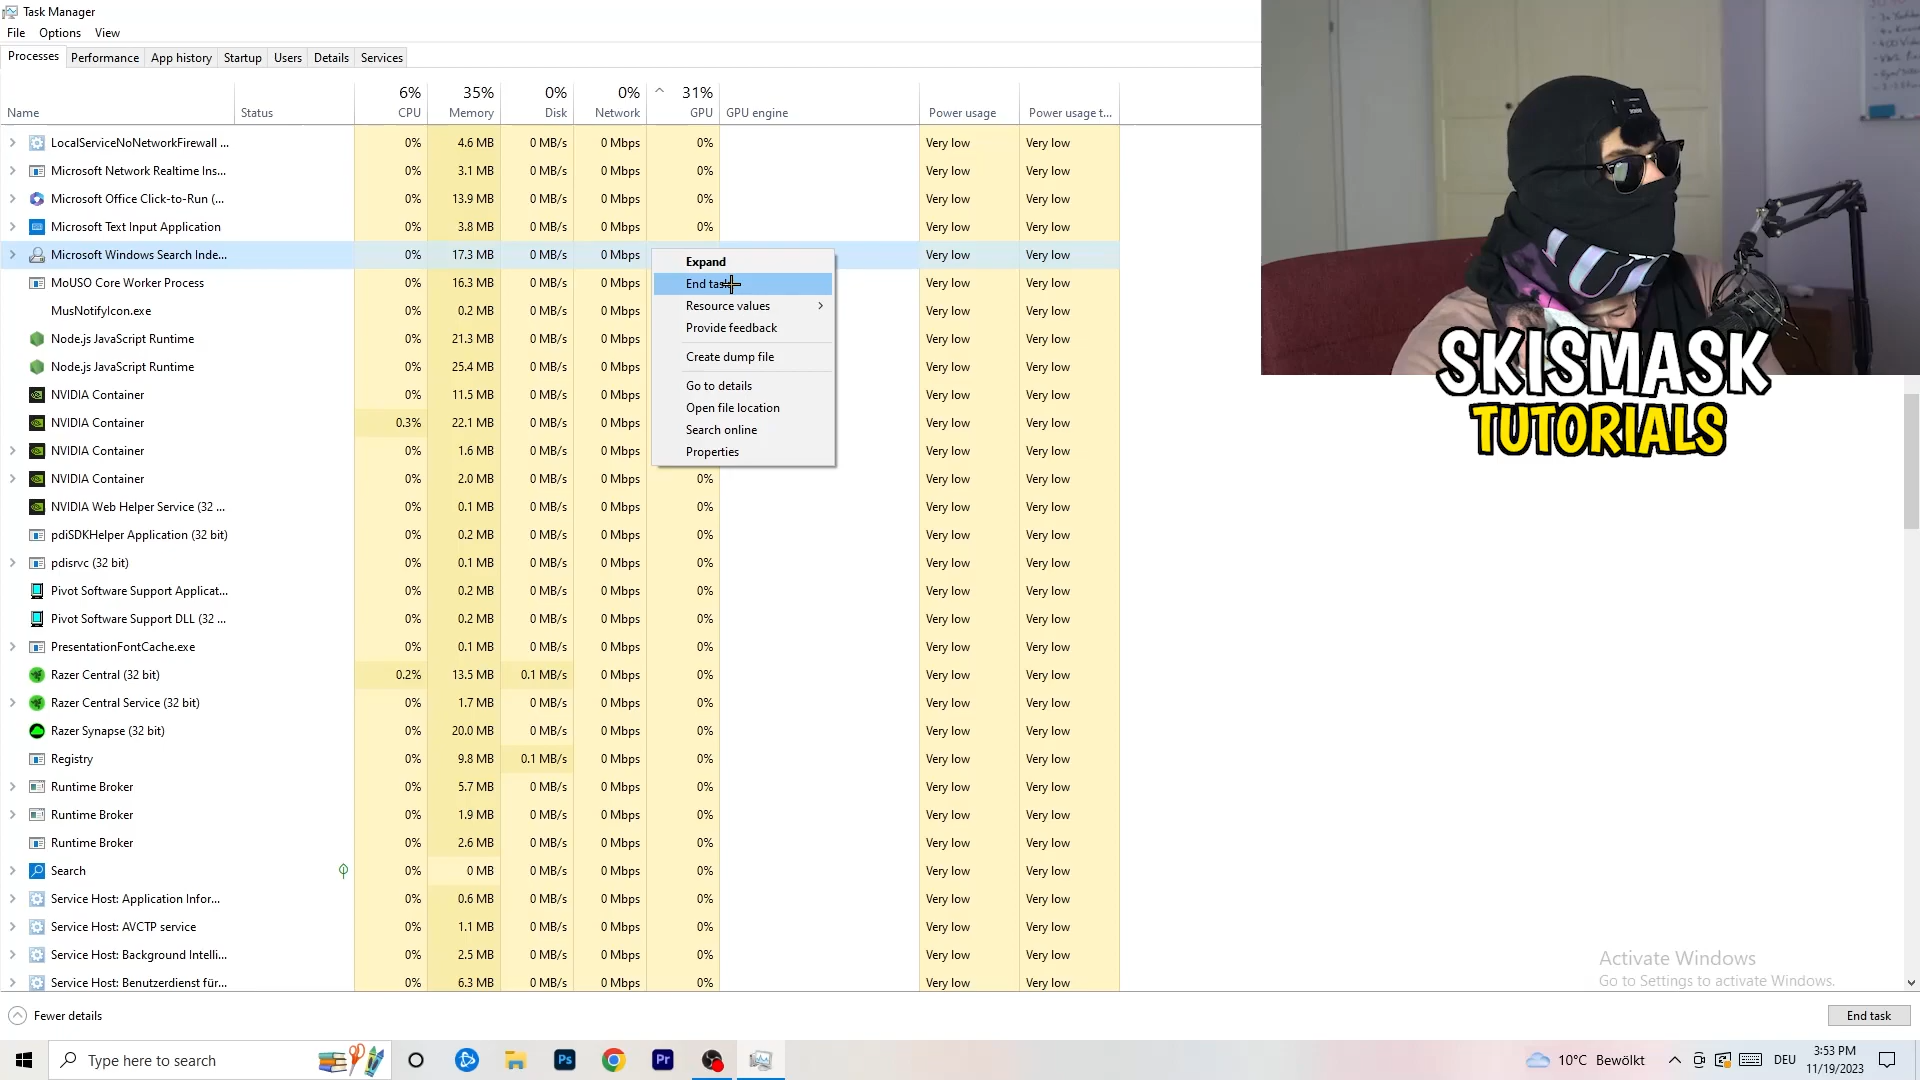 Task Manager
File Options View
Processes Performance App history Startup Users Details Services
6% 35% 0% 0% 31%
Name Status CPU Memory Disk Network GPU GPU engine Power usage Power usage t...
LocalServiceNoNetworkFirewall ... 0% 4.6 MB 0 MB/s 0 Mbps 0% Very low Very low
Microsoft Network Realtime Ins... 0% 3.1 MB 0 MB/s 0 Mbps 0% Very low Very low
Microsoft Office Click-to-Run (... 0% 13.9 MB 0 MB/s 0 Mbps 0% Very low Very low
Microsoft Text Input Application 0% 3.8 MB 0 MB/s 0 Mbps 0% Very low Very low
Microsoft Windows Search Inde... 0% 17.3 MB 0 MB/s 0 Mbps Very low Very low
MoUSO Core Worker Process 0% 16.3 MB 0 MB/s 0 Mbps Very low Very low
MusNotifyIcon.exe 0% 0.2 MB 0 MB/s 0 Mbps Very low Very low
Node.js JavaScript Runtime 0% 21.3 MB 0 MB/s 0 Mbps Very low Very low
Node.js JavaScript Runtime 0% 25.4 MB 0 MB/s 0 Mbps Very low Very low
NVIDIA Container 0% 11.5 MB 0 MB/s 0 Mbps Very low Very low
NVIDIA Container 0.3% 22.1 MB 0 MB/s 0 Mbps Very low Very low
NVIDIA Container 0% 1.6 MB 0 MB/s 0 Mbps Very low Very low
NVIDIA Container 0% 2.0 MB 0 MB/s 0 Mbps 0% Very low Very low
NVIDIA Web Helper Service (32 ... 0% 0.1 MB 0 MB/s 0 Mbps 0% Very low Very low
pdiSDKHelper Application (32 bit) 0% 0.2 MB 0 MB/s 0 Mbps 0% Very low Very low
pdisrvc (32 bit) 0% 0.1 MB 0 MB/s 0 Mbps 0% Very low Very low
Pivot Software Support Applicat... 0% 0.2 MB 0 MB/s 0 Mbps 0% Very low Very low
Pivot Software Support DLL (32 ... 0% 0.2 MB 0 MB/s 0 Mbps 0% Very low Very low
PresentationFontCache.exe 0% 0.1 MB 0 MB/s 0 Mbps 0% Very low Very low
Razer Central (32 bit) 0.2% 13.5 MB 0.1 MB/s 0 Mbps 0% Very low Very low
Razer Central Service (32 bit) 0% 1.7 MB 0 MB/s 0 Mbps 0% Very low Very low
Razer Synapse (32 bit) 0% 20.0 MB 0 MB/s 0 Mbps 0% Very low Very low
Registry 0% 9.8 MB 0.1 MB/s 0 Mbps 0% Very low Very low
Runtime Broker 0% 5.7 MB 0 MB/s 0 Mbps 0% Very low Very low
Runtime Broker 0% 1.9 MB 0 MB/s 0 Mbps 0% Very low Very low
Runtime Broker 0% 2.6 MB 0 MB/s 0 Mbps 0% Very low Very low
Search 0% 0 MB 0 MB/s 0 Mbps 0% Very low Very low
Service Host: Application Infor... 0% 0.6 MB 0 MB/s 0 Mbps 0% Very low Very low
Service Host: AVCTP service 0% 1.1 MB 0 MB/s 0 Mbps 0% Very low Very low
Service Host: Background Intelli... 0% 2.5 MB 0 MB/s 0 Mbps 0% Very low Very low
Service Host: Benutzerdienst für... 0% 6.3 MB 0 MB/s 0 Mbps 0% Very low Very low
Expand
End task
Resource values
Provide feedback
Create dump file
Go to details
Open file location
Search online
Properties
SKISMASK
TUTORIALS
Activate Windows
Go to Settings to activate Windows.
Fewer details
End task
Type here to search
Ps
Pr
10°C Bewölkt
DEU
3:53 PM
11/19/2023